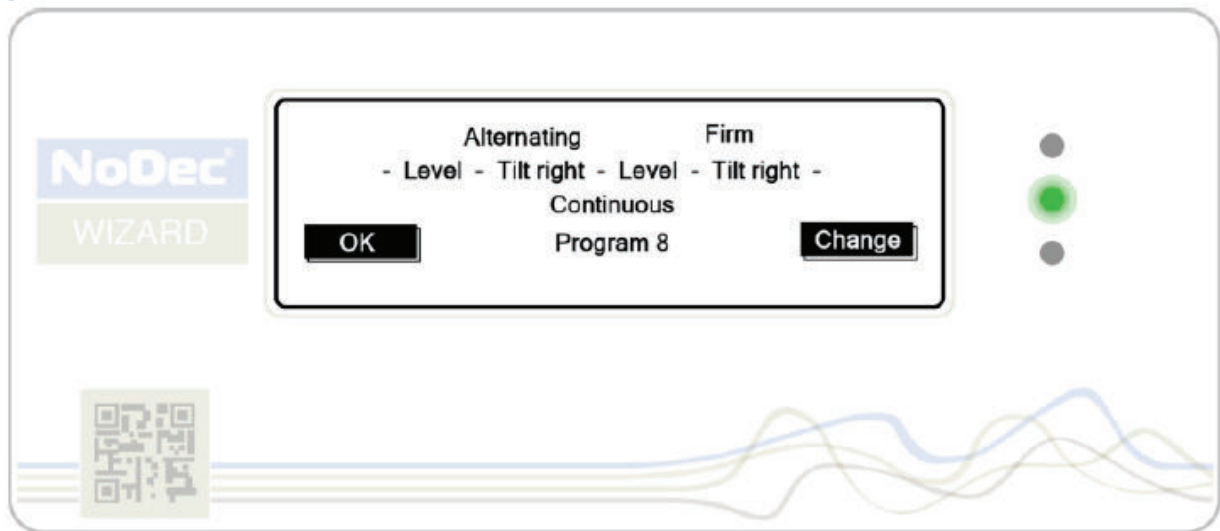 NoDec®
WIZARD
Alternating Firm
- Level - Tilt right - Level - Tilt right -
Continuous
OK Program 8 Change